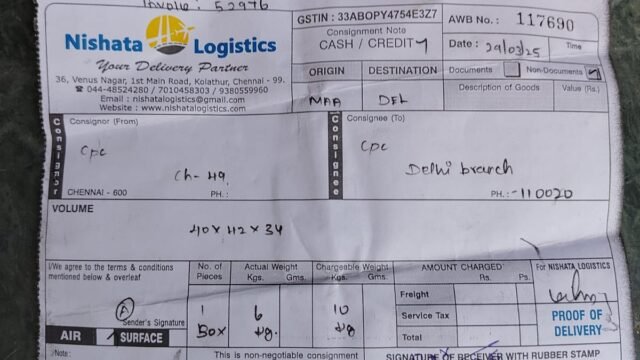 Invoice: 52976
Nishata Logistics
Your Delivery Partner
36, Venus Nagar, 1st Main Road, Kolathur, Chennai - 99.
☎ 044-48524280 / 7010458303 / 9380559960
Email : nishatalogistics@gmail.com
Website : www.nishatalogistics.com
GSTIN : 33ABOPY4754E3Z7
Consignment Note
CASH / CREDIT
AWB No. : 117690
Date : 29/03/25 Time
ORIGIN DESTINATION
MAA DEL
Documents Non-Documents
Description of Goods Value (Rs.)
Consignor
Consignor (From)
Cpc
Ch-49.
CHENNAI - 600 PH. :
Consignee
Consignee (To)
Cpc
Delhi branch
PH. : -110020
VOLUME
40 x 42 x 34
I/We agree to the terms & conditions
mentioned below & overleaf
Sender's Signature
AIR SURFACE
No. of Pieces
1
Box
Actual Weight
Kgs. Gms.
6
kg.
Chargeable Weight
Kgs. Gms.
10
kg
AMOUNT CHARGED
Rs. Ps.
Freight
Service Tax
Total
For NISHATA LOGISTICS
PROOF OF
DELIVERY
Note:
This is non-negotiable consignment
SIGNATURE OF RECEIVER WITH RUBBER STAMP